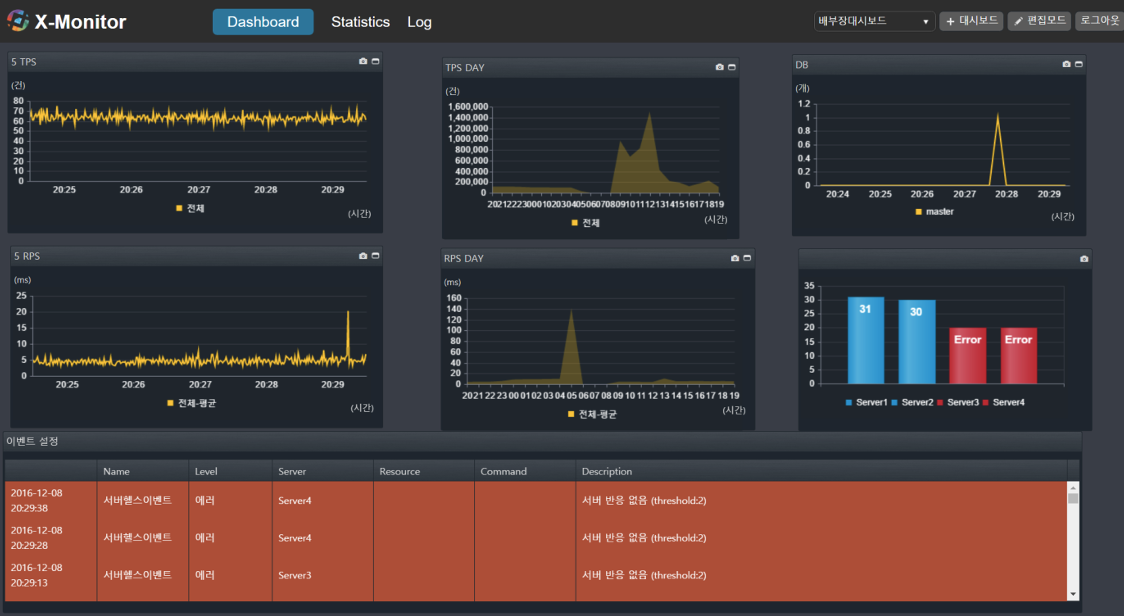 X-Monitor
Dashboard
Statistics
Log
배부장대시보드
+ 대시보드
편집모드
로그아웃
5 TPS
(건)
80
70
60
50
40
30
20
10
0
20:25 20:26 20:27 20:28 20:29
전체
(시간)
TPS DAY
(건)
1,600,000
1,400,000
1,200,000
1,000,000
800,000
600,000
400,000
200,000
0
202122230001020304050607080910111213141516171819
전체
(시간)
DB
(개)
1.2
1
0.8
0.6
0.4
0.2
0
20:24 20:25 20:26 20:27 20:28 20:29
master
(시간)
5 RPS
(ms)
25
20
15
10
5
0
20:25 20:26 20:27 20:28 20:29
전체-평균
(시간)
RPS DAY
(ms)
160
140
120
100
80
60
40
20
0
20 21 22 23 00 01 02 03 04 05 06 07 08 09 10 11 12 13 14 15 16 17 18 19
전체-평균
(시간)
35
30
25
20
15
10
5
0
31
30
Error
Error
Server1 Server2 Server3 Server4
이벤트 설정
Name Level Server Resource Command Description
2016-12-08
20:29:38
서버헬스이벤트 에러 Server4 서버 반응 없음 (threshold:2)
2016-12-08
20:29:28
서버헬스이벤트 에러 Server4 서버 반응 없음 (threshold:2)
2016-12-08
20:29:13
서버헬스이벤트 에러 Server3 서버 반응 없음 (threshold:2)